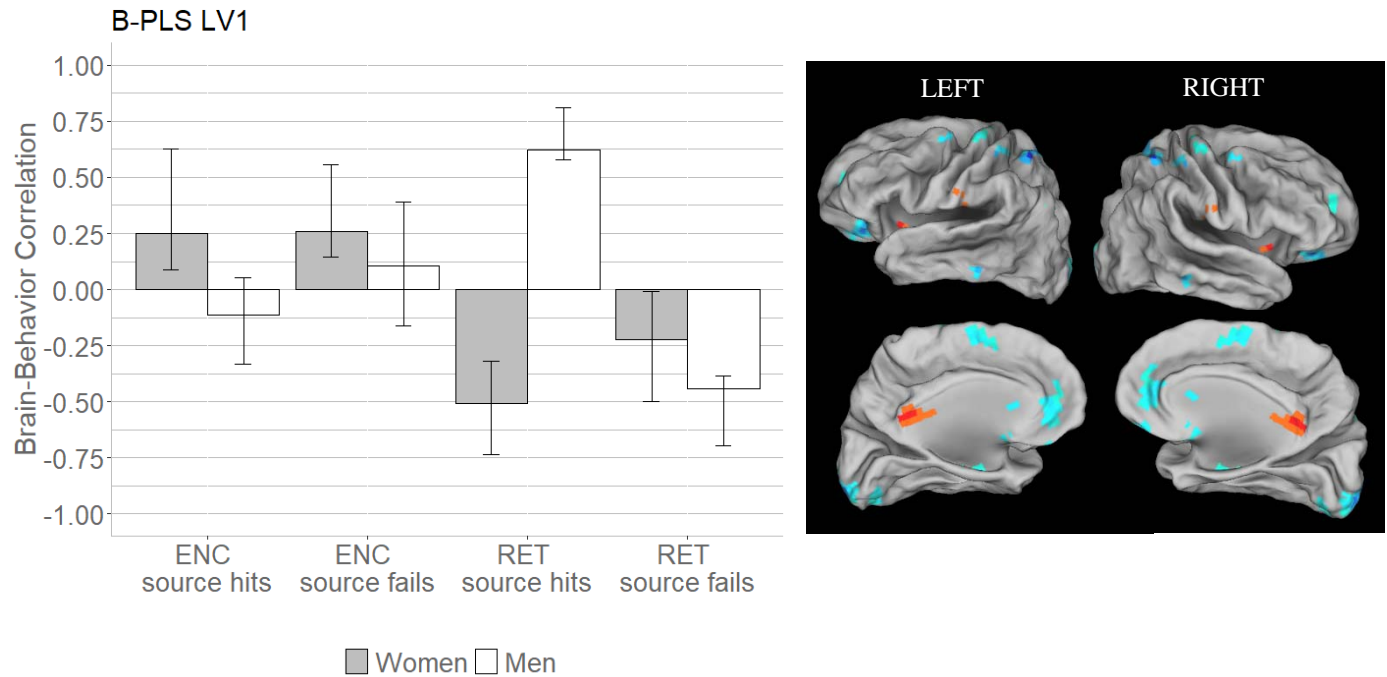 B-PLS LV1
Brain-Behavior Correlation
1.00
0.75
0.50
0.25
0.00
-0.25
-0.50
-0.75
-1.00
ENC
source hits
ENC
source fails
RET
source hits
RET
source fails
Women
Men
LEFT
RIGHT